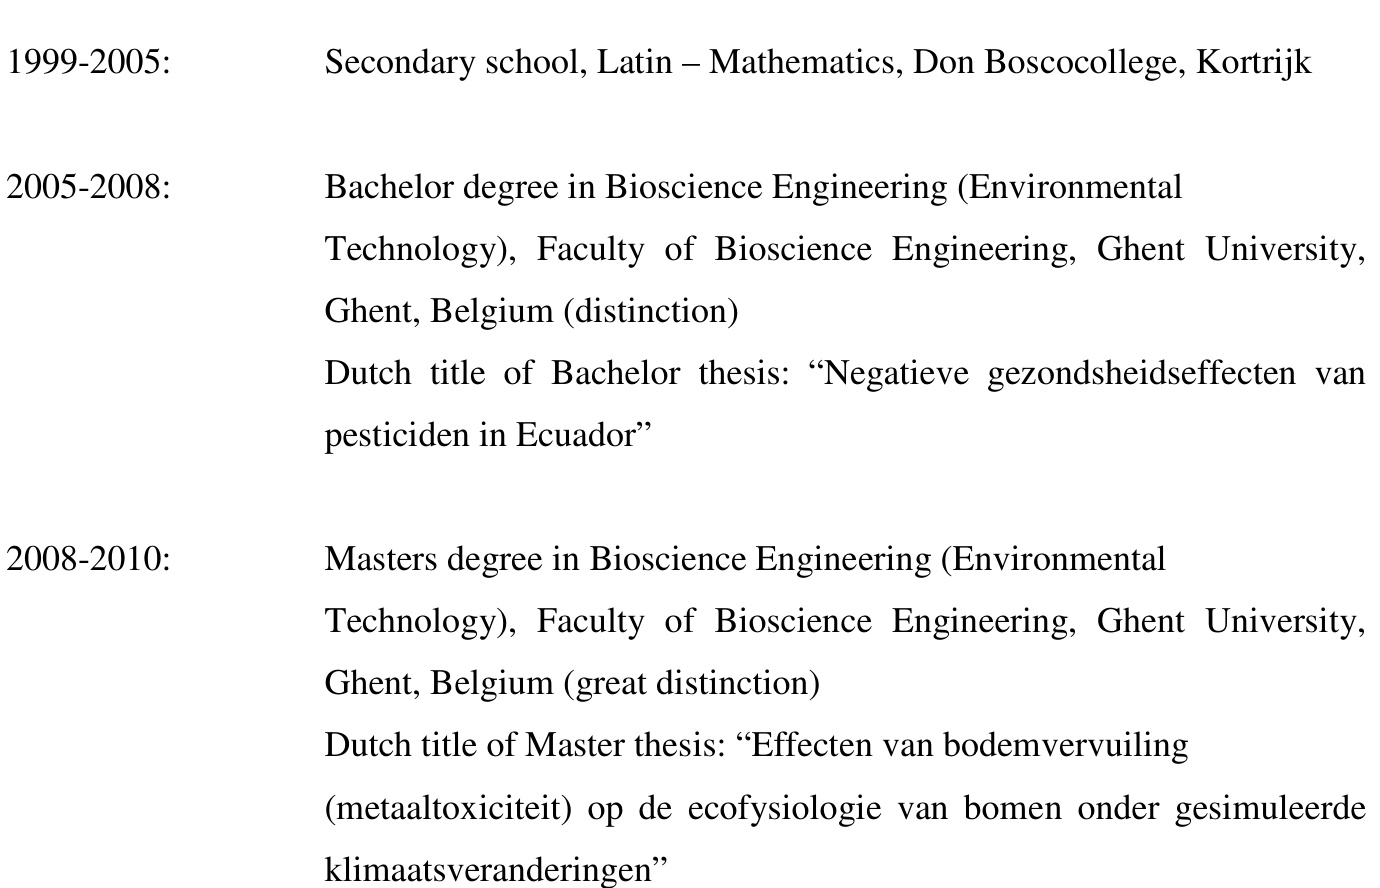 1999-2005: Secondary school, Latin – Mathematics, Don Boscocollege, Kortrijk
2005-2008: Bachelor degree in Bioscience Engineering (Environmental
Technology), Faculty of Bioscience Engineering, Ghent University,
Ghent, Belgium (distinction)
Dutch title of Bachelor thesis: “Negatieve gezondsheidseffecten van
pesticiden in Ecuador”
2008-2010: Masters degree in Bioscience Engineering (Environmental
Technology), Faculty of Bioscience Engineering, Ghent University,
Ghent, Belgium (great distinction)
Dutch title of Master thesis: “Effecten van bodemvervuiling
(metaaltoxiciteit) op de ecofysiologie van bomen onder gesimuleerde
klimaatsveranderingen”